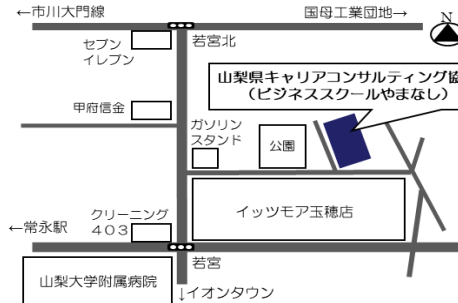 ←市川大門線
国母工業団地→
N
セブン
イレブン
若宮北
山梨県キャリアコンサルティング協
（ビジネススクールやまなし）
甲府信金
ガソリン
スタンド
公園
クリーニング
４０３
イッツモア玉穂店
←常永駅
若宮
山梨大学附属病院
↓イオンタウン